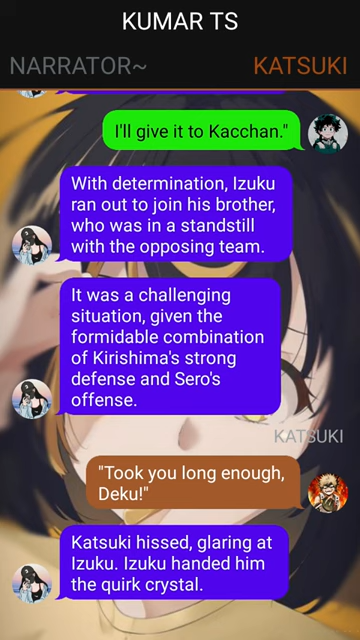 KUMAR TS
NARRATOR~
KATSUKI
I'll give it to Kacchan."
With determination, Izuku
ran out to join his brother,
who was in a standstill
with the opposing team.
It was a challenging
situation, given the
formidable combination
of Kirishima's strong
defense and Sero's
offense.
KATSUKI
"Took you long enough,
Deku!"
Katsuki hissed, glaring at
Izuku. Izuku handed him
the quirk crystal.